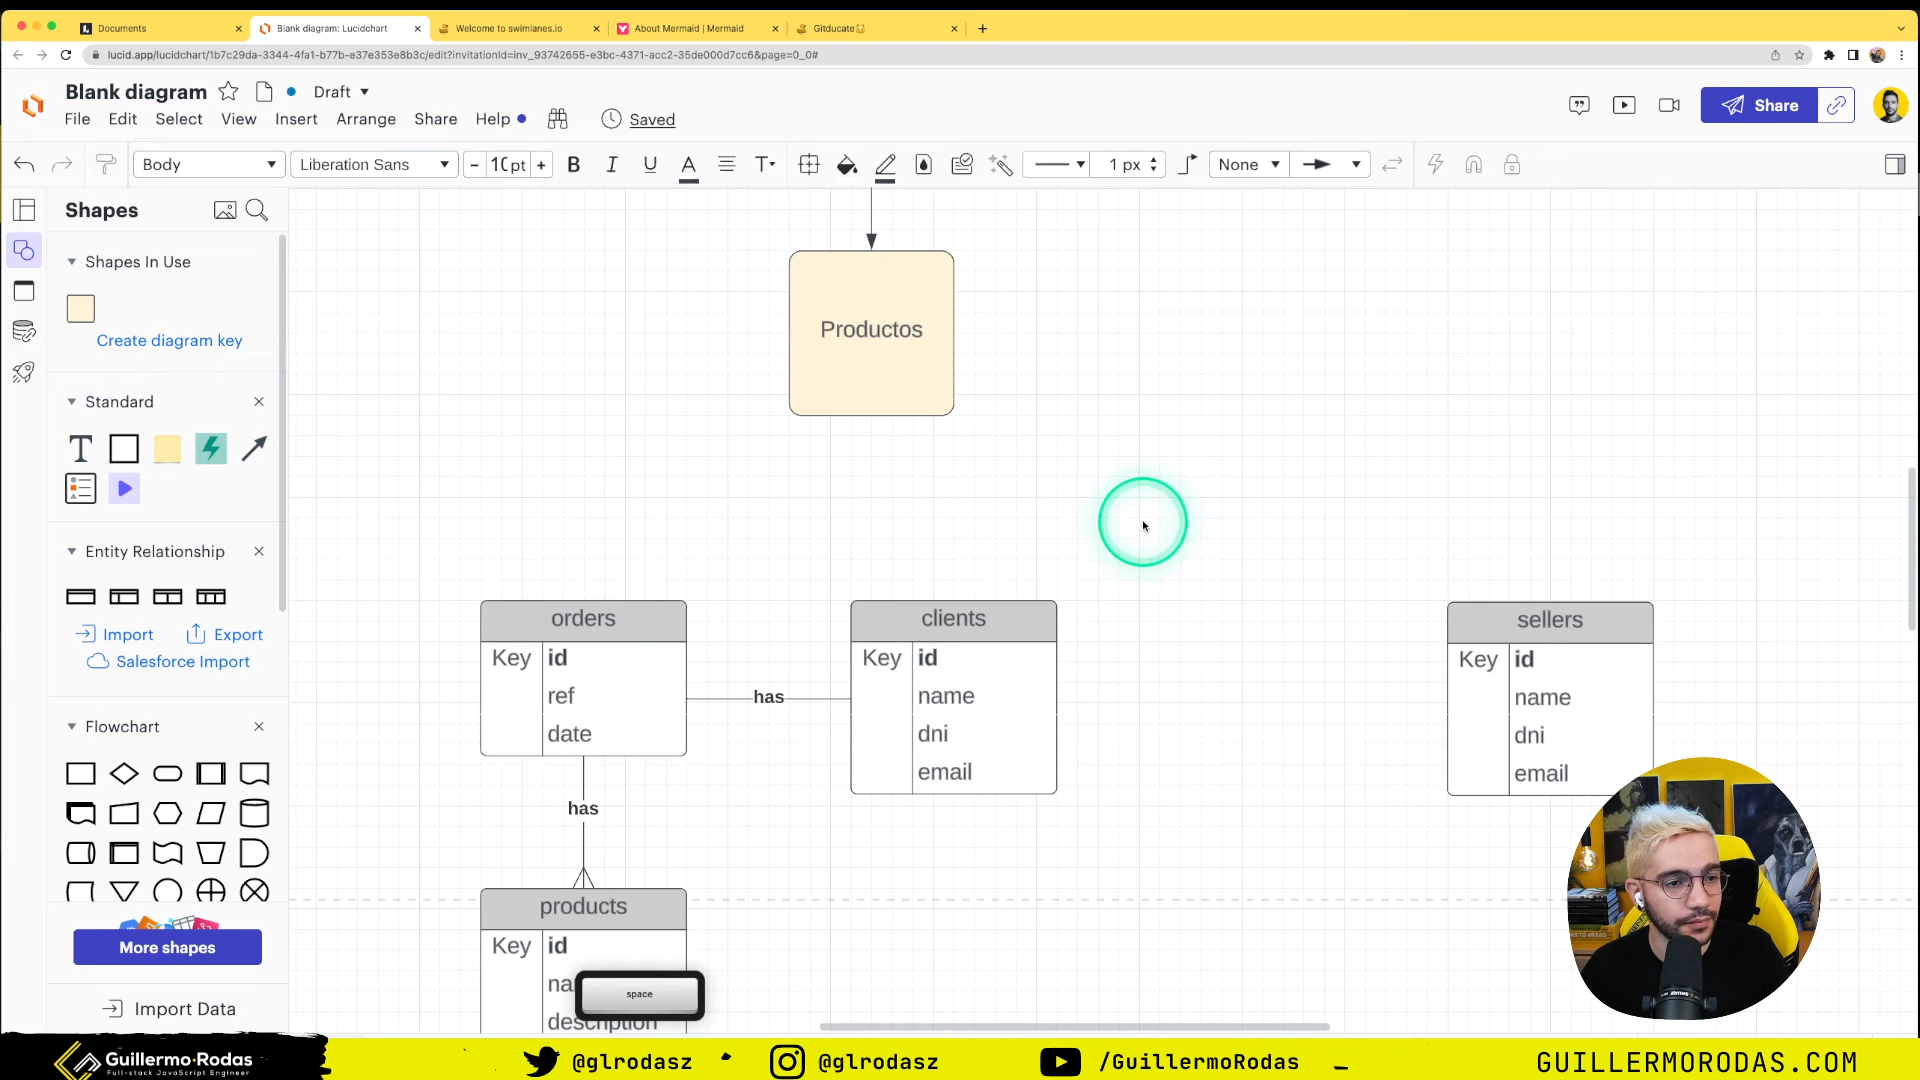 Documents
Blank diagram: Lucidchart
Welcome to swimlanes.io
About Mermaid | Mermaid
Gitducate
lucid.app/lucidchart/1b7c29da-3344-4fa1-b77b-e37e353e8b3c/edit?invitationId=inv_93742655-e3bc-4371-acc2-35de000d7cc6&page=0_0#
Blank diagram
Draft
File Edit Select View Insert Arrange Share Help
Saved
Share
Body
Liberation Sans
- 10 pt +
B I U A T
1 px
None
Shapes
Shapes In Use
Create diagram key
Standard
T
Entity Relationship
Import Export
Salesforce Import
Flowchart
More shapes
Import Data
Productos
orders
Key id
ref
date
has
clients
Key id
name
dni
email
sellers
Key id
name
dni
email
has
products
Key id
description
space
Guillermo Rodas
Full-stack JavaScript Engineer
@glrodasz
@glrodasz
/GuillermoRodas
GUILLERMORODAS.COM